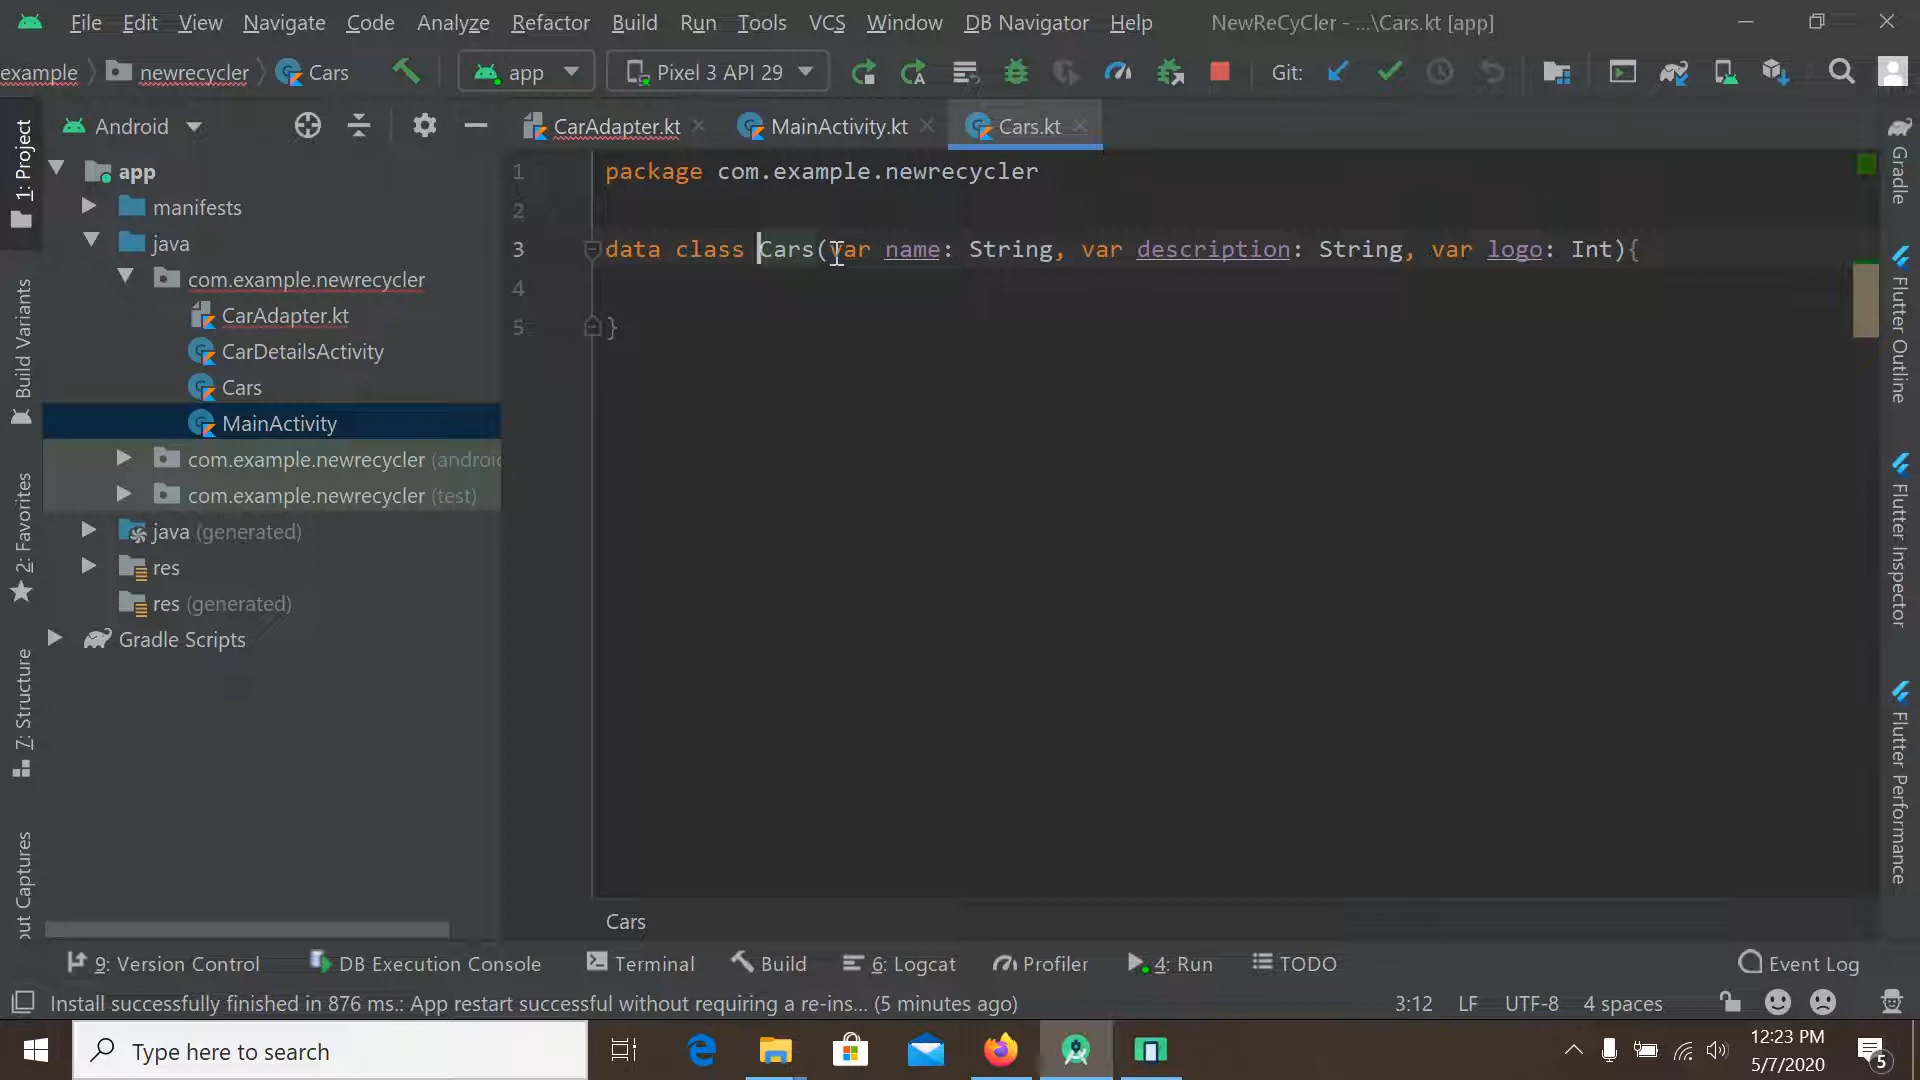 File Edit View Navigate Code Analyze Refactor Build Run Tools VCS Window DB Navigator Help NewReCyCler - ...\Cars.kt [app]
example newrecycler Cars app Pixel 3 API 29 Git:
Android
CarAdapter.kt MainActivity.kt Cars.kt
1: Project
Build Variants
2: Favorites
7: Structure
out Captures
app
manifests
java
com.example.newrecycler
CarAdapter.kt
CarDetailsActivity
Cars
MainActivity
com.example.newrecycler (androic
com.example.newrecycler (test)
java (generated)
res
res (generated)
Gradle Scripts
1 package com.example.newrecycler
2
3 data class Cars(var name: String, var description: String, var logo: Int){
4
5 }
Cars
Gradle
Flutter Outline
Flutter Inspector
Flutter Performance
9: Version Control DB Execution Console Terminal Build 6: Logcat Profiler 4: Run TODO Event Log
Install successfully finished in 876 ms.: App restart successful without requiring a re-ins... (5 minutes ago) 3:12 LF UTF-8 4 spaces
Type here to search
12:23 PM
5/7/2020
5